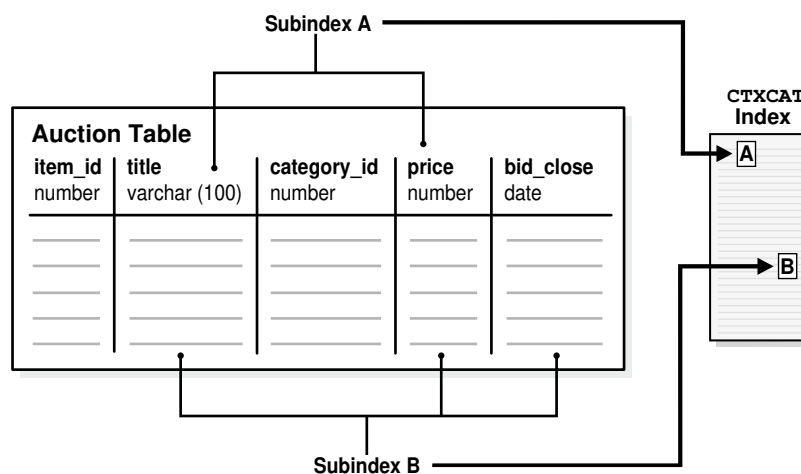 Subindex A
CTXCAT
Index
Auction Table
item_id title category_id price bid_close
number varchar (100) number number date
A
B
Subindex B